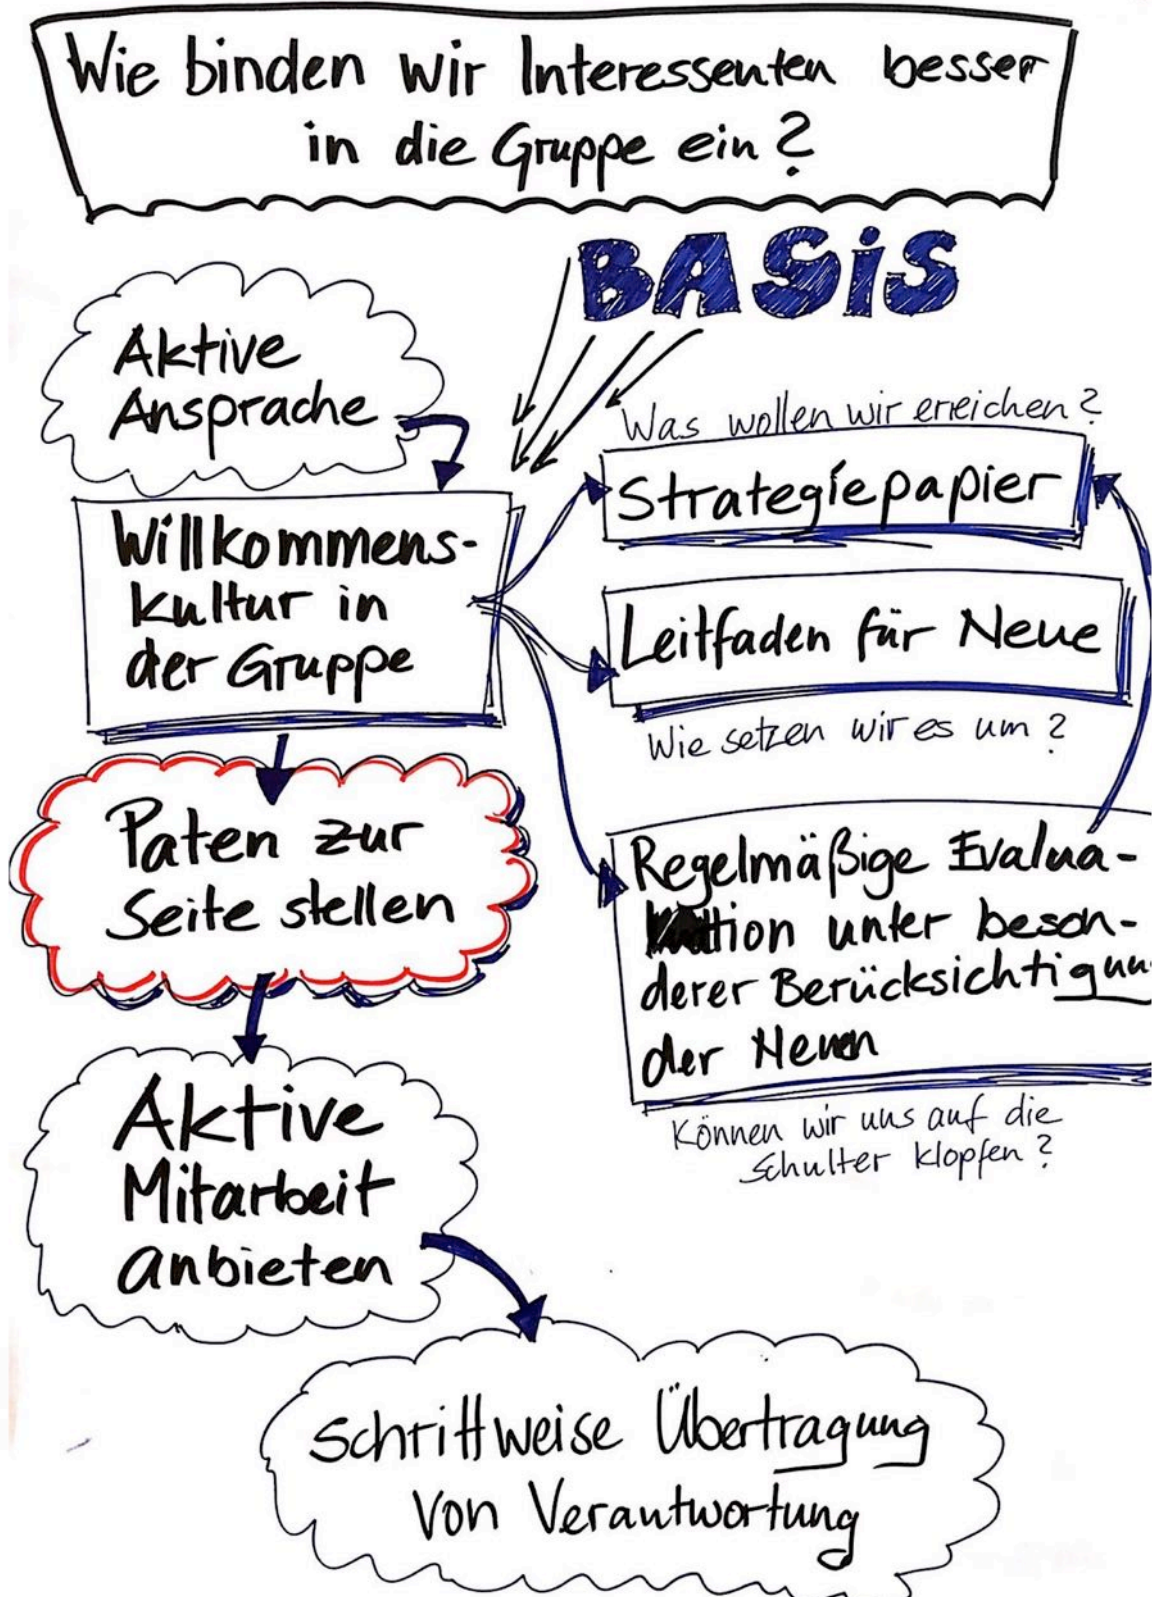 Wie binden wir Interessenten besser
in die Gruppe ein?
BASiS
Aktive
Ansprache
Willkommens-
kultur in
der Gruppe
Was wollen wir erreichen?
Strategiepapier
Leitfaden für Neue
Wie setzen wir es um?
Paten zur
Seite stellen
Regelmäßige Evalua-
tion unter beson-
derer Berücksichtigun
der Neuen
Können wir uns auf die
Schulter klopfen?
Aktive
Mitarbeit
anbieten
Schrittweise Übertragung
von Verantwortung